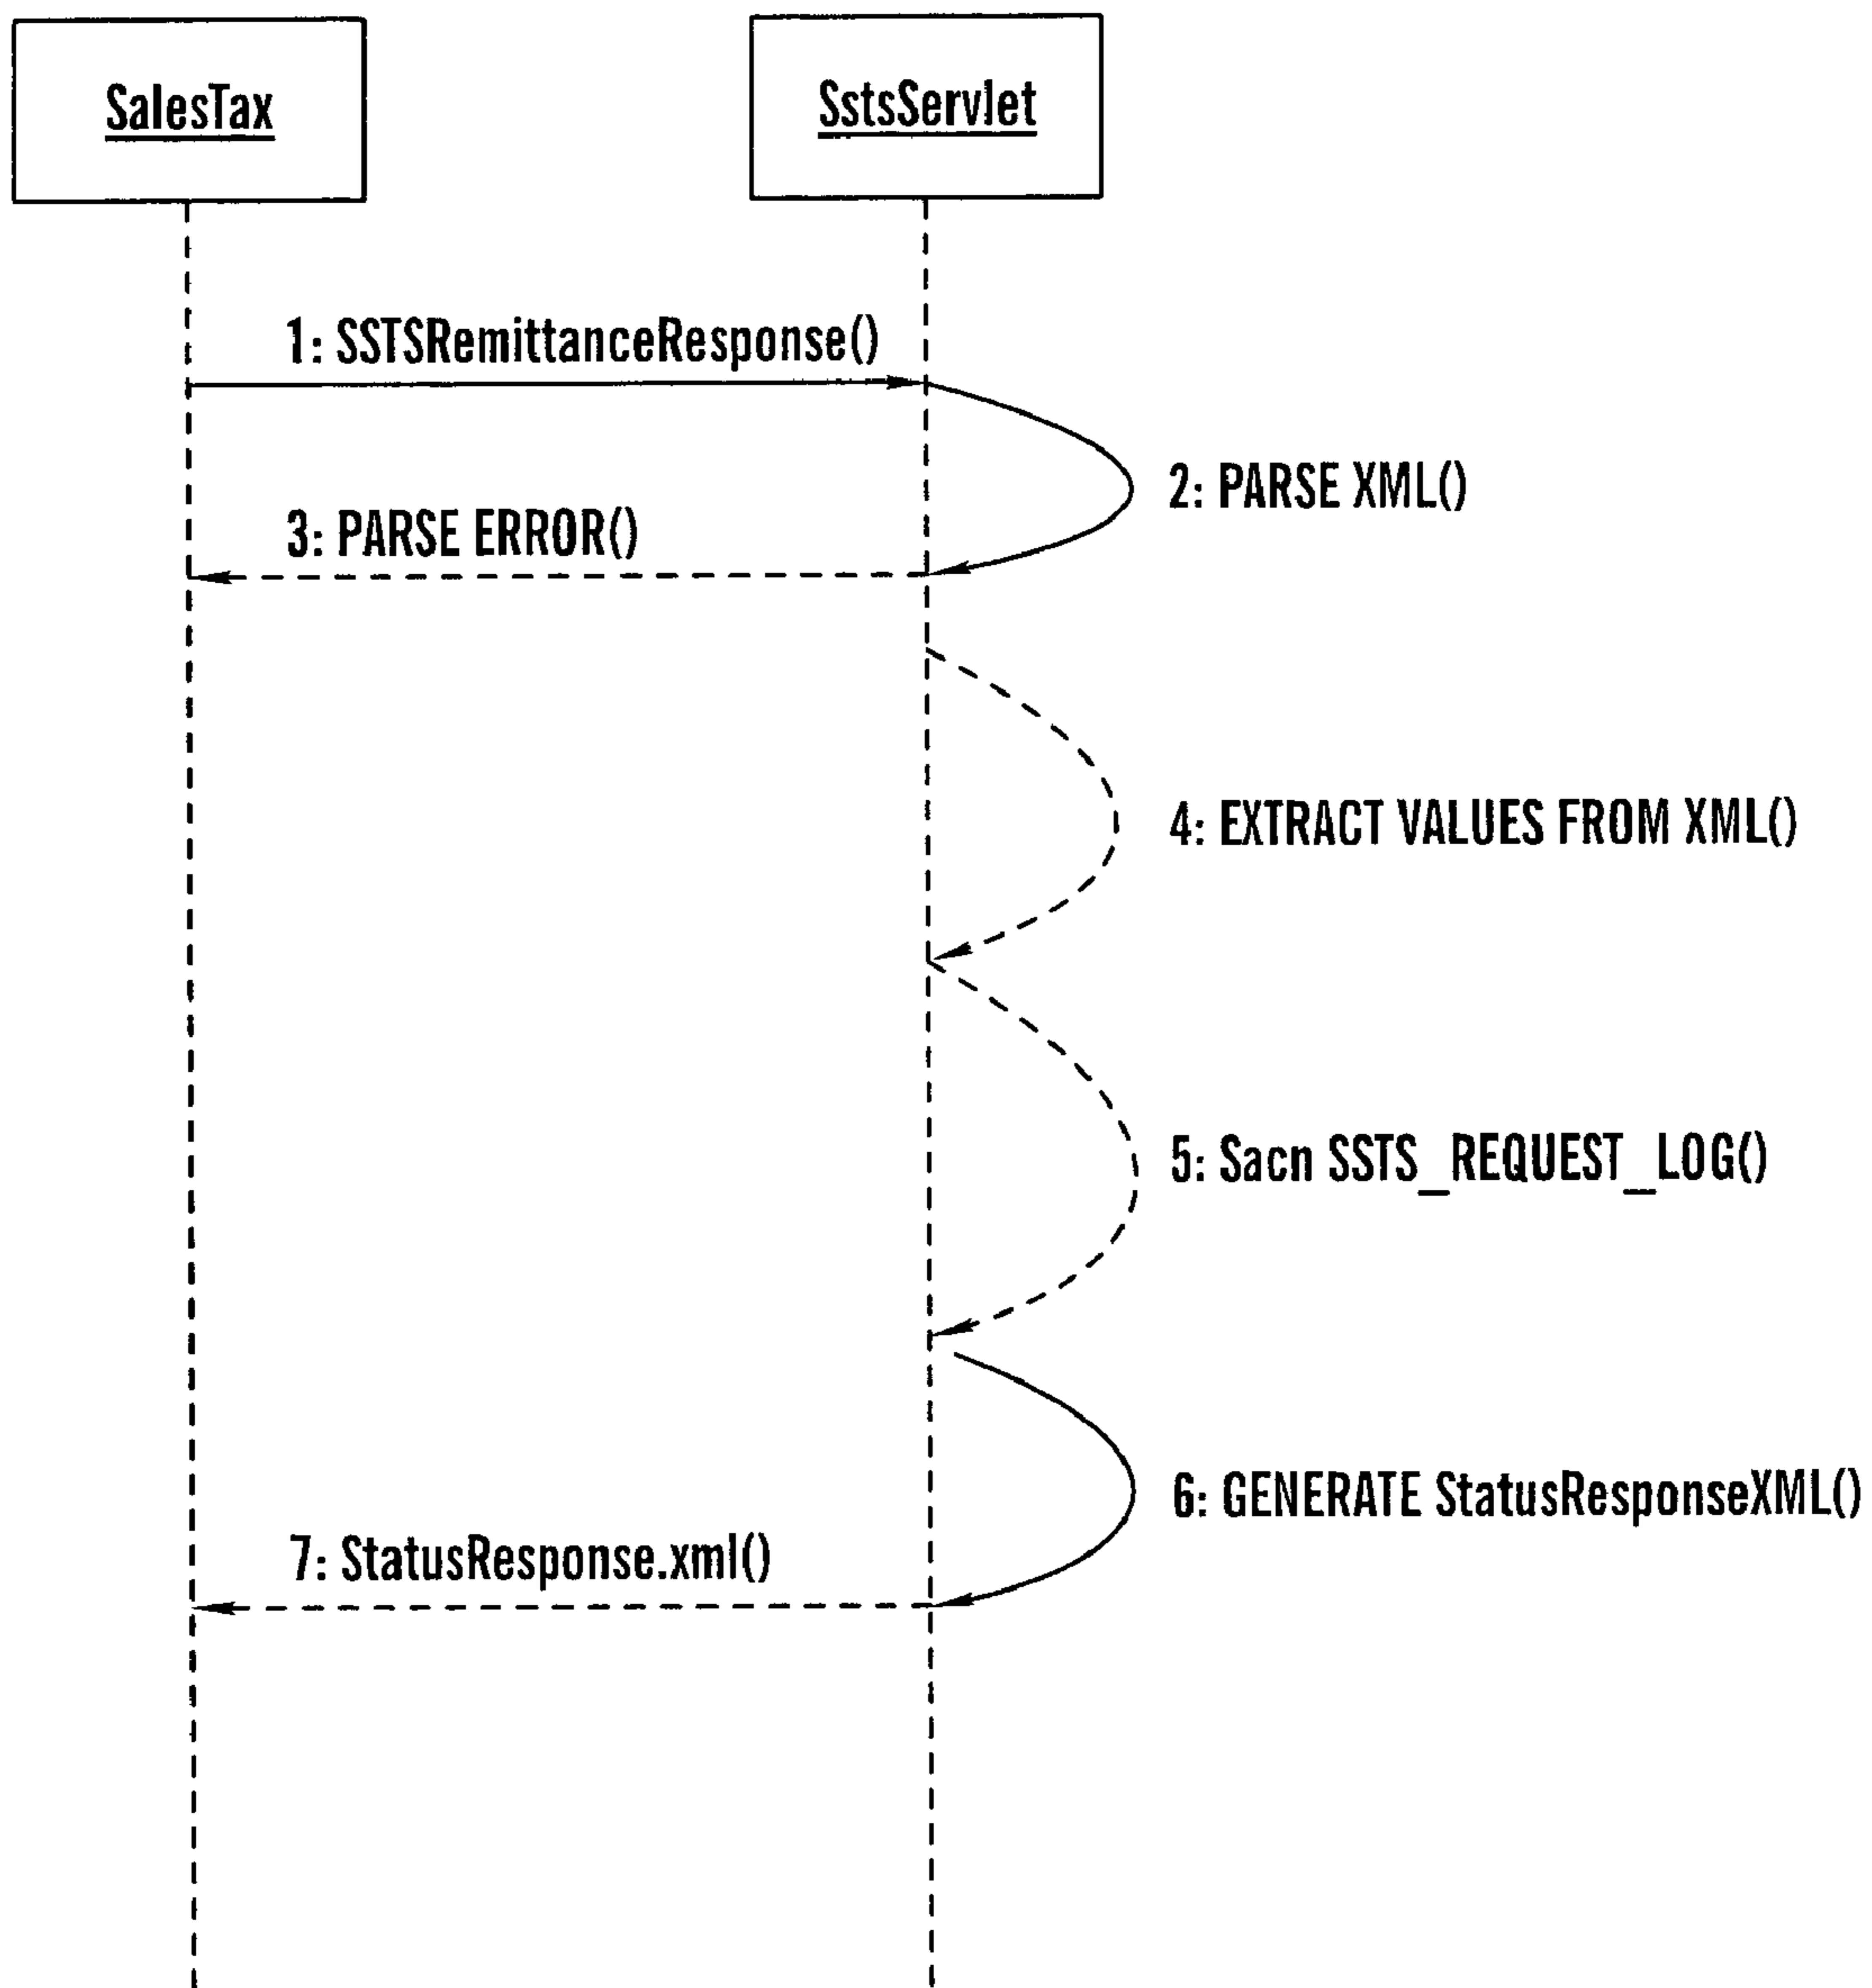 SalesTax
SstsServlet
1: SSTSRemittanceResponse()
2: PARSE XML()
3: PARSE ERROR()
4: EXTRACT VALUES FROM XML()
5: Sacn SSTS_REQUEST_LOG()
6: GENERATE StatusResponseXML()
7: StatusResponse.xml()